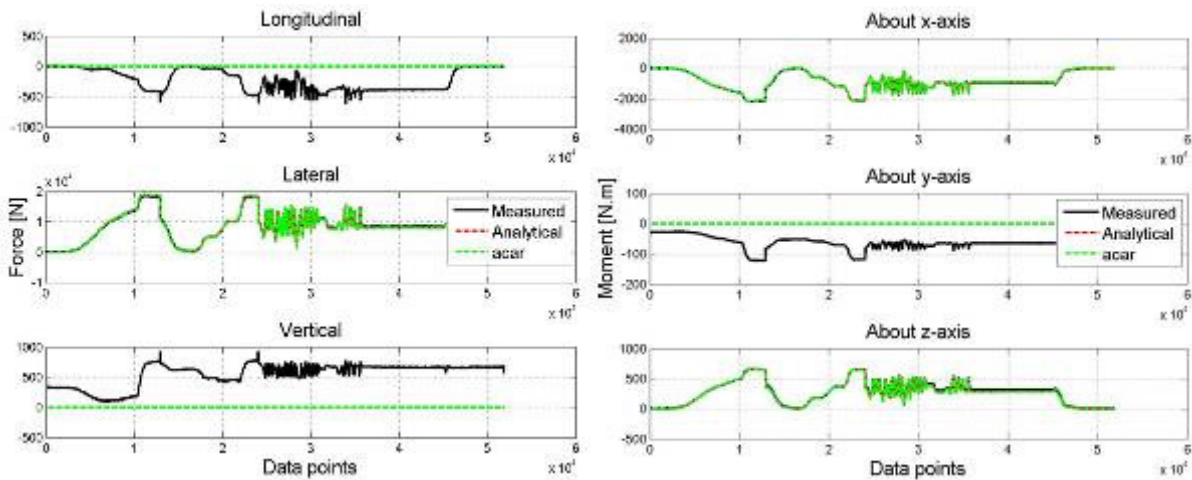 Longitudinal
500
0
-500
-1000
0 1 2 3 4 5 6
x 10⁴
Lateral
x 10⁴
2
1
0
-1
Force [N]
Measured
Analytical
acar
0 1 2 3 4 5 6
x 10⁴
Vertical
1000
500
0
-500
0 1 2 3 4 5 6
x 10⁴
Data points
About x-axis
2000
0
-2000
-4000
0 1 2 3 4 5 6
x 10⁴
About y-axis
100
0
-100
-200
Moment [N.m]
Measured
Analytical
acar
0 1 2 3 4 5 6
x 10⁴
About z-axis
1000
500
0
-500
0 1 2 3 4 5 6
x 10⁴
Data points